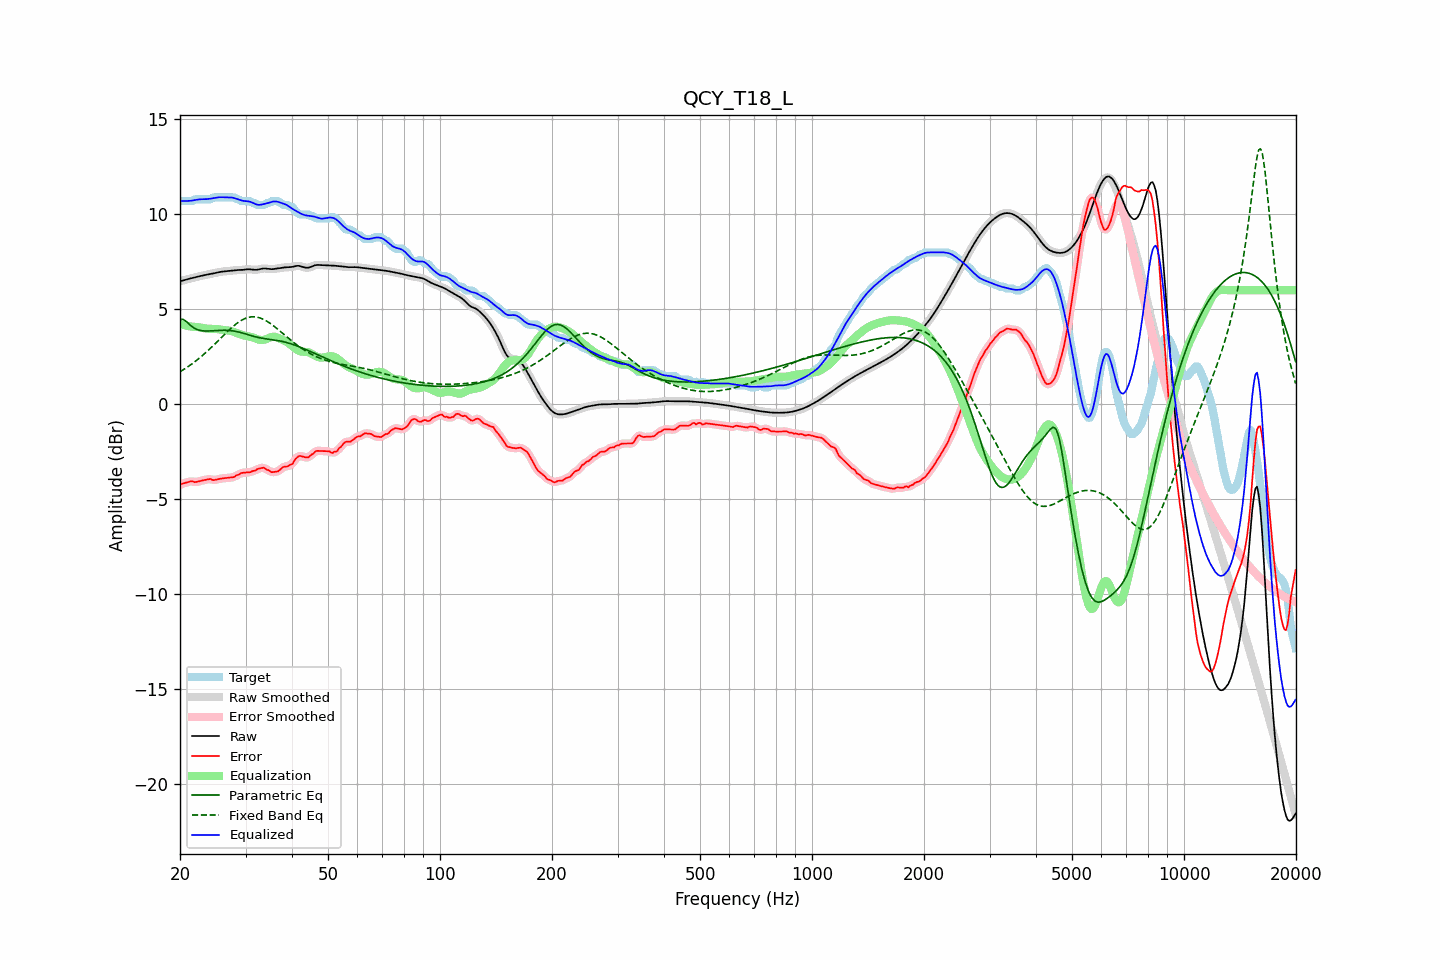 QCY_T18_L
15
10
5
0
−5
−10
−15
−20
Amplitude (dBr)
Target
Raw Smoothed
Error Smoothed
Raw
Error
Equalization
Parametric Eq
Fixed Band Eq
Equalized
20 50 100 200 500 1000 2000 5000 10000 20000
Frequency (Hz)